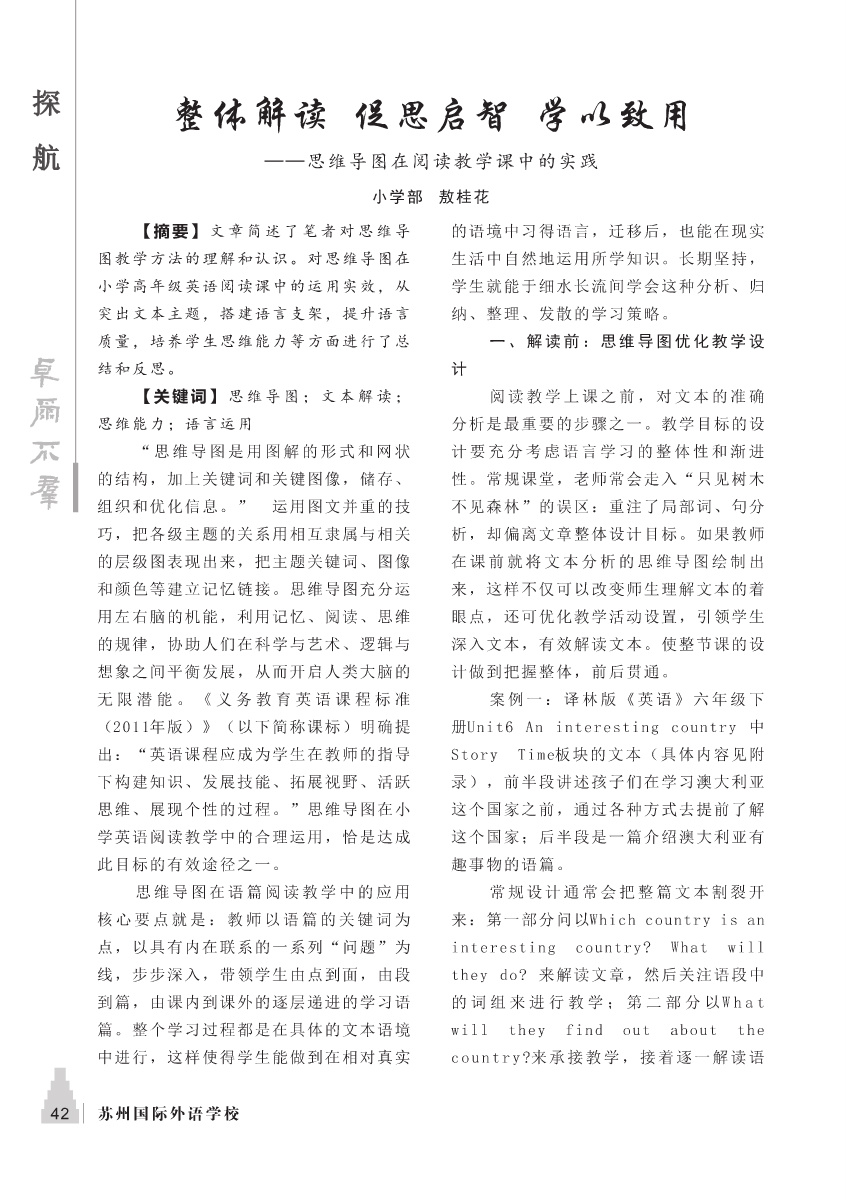 探
航
卓
尔
不
群
整体解读 促思启智 学以致用
——思维导图在阅读教学课中的实践
小学部 敖桂花
【摘要】文章简述了笔者对思维导
图教学方法的理解和认识。对思维导图在
小学高年级英语阅读课中的运用实效，从
突出文本主题，搭建语言支架，提升语言
质量，培养学生思维能力等方面进行了总
结和反思。
【关键词】思维导图；文本解读；
思维能力；语言运用
“思维导图是用图解的形式和网状
的结构，加上关键词和关键图像，储存、
组织和优化信息。” 运用图文并重的技
巧，把各级主题的关系用相互隶属与相关
的层级图表现出来，把主题关键词、图像
和颜色等建立记忆链接。思维导图充分运
用左右脑的机能，利用记忆、阅读、思维
的规律，协助人们在科学与艺术、逻辑与
想象之间平衡发展，从而开启人类大脑的
无限潜能。《义务教育英语课程标准
（2011年版）》（以下简称课标）明确提
出：“英语课程应成为学生在教师的指导
下构建知识、发展技能、拓展视野、活跃
思维、展现个性的过程。”思维导图在小
学英语阅读教学中的合理运用，恰是达成
此目标的有效途径之一。
思维导图在语篇阅读教学中的应用
核心要点就是：教师以语篇的关键词为
点，以具有内在联系的一系列“问题”为
线，步步深入，带领学生由点到面，由段
到篇，由课内到课外的逐层递进的学习语
篇。整个学习过程都是在具体的文本语境
中进行，这样使得学生能做到在相对真实
的语境中习得语言，迁移后，也能在现实
生活中自然地运用所学知识。长期坚持，
学生就能于细水长流间学会这种分析、归
纳、整理、发散的学习策略。
一、解读前：思维导图优化教学设
计
阅读教学上课之前，对文本的准确
分析是最重要的步骤之一。教学目标的设
计要充分考虑语言学习的整体性和渐进
性。常规课堂，老师常会走入“只见树木
不见森林”的误区：重注了局部词、句分
析，却偏离文章整体设计目标。如果教师
在课前就将文本分析的思维导图绘制出
来，这样不仅可以改变师生理解文本的着
眼点，还可优化教学活动设置，引领学生
深入文本，有效解读文本。使整节课的设
计做到把握整体，前后贯通。
案例一：译林版《英语》六年级下
册Unit6 An interesting country 中
Story Time板块的文本（具体内容见附
录），前半段讲述孩子们在学习澳大利亚
这个国家之前，通过各种方式去提前了解
这个国家；后半段是一篇介绍澳大利亚有
趣事物的语篇。
常规设计通常会把整篇文本割裂开
来：第一部分问以Which country is an
interesting country? What will
they do? 来解读文章，然后关注语段中
的词组来进行教学；第二部分以What
will they find out about the
country?来承接教学，接着逐一解读语
42 苏州国际外语学校